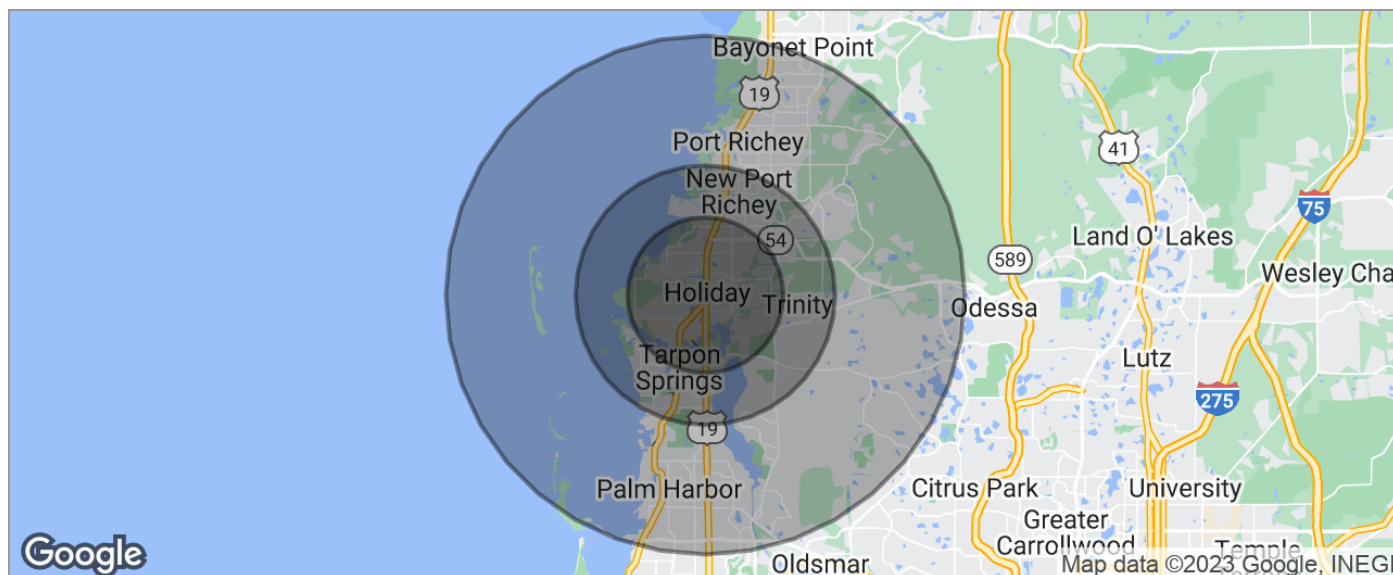 Bayonet Point
19
Port Richey
41
New Port
Richey
75
54
Land O' Lakes
589
Wesley Cha
Holiday
Trinity
Odessa
Tarpon
Springs
Lutz
275
19
Palm Harbor
Citrus Park
University
Greater
Carrollwood
Temple
Oldsmar
Google
Map data ©2023 Google, INEGI